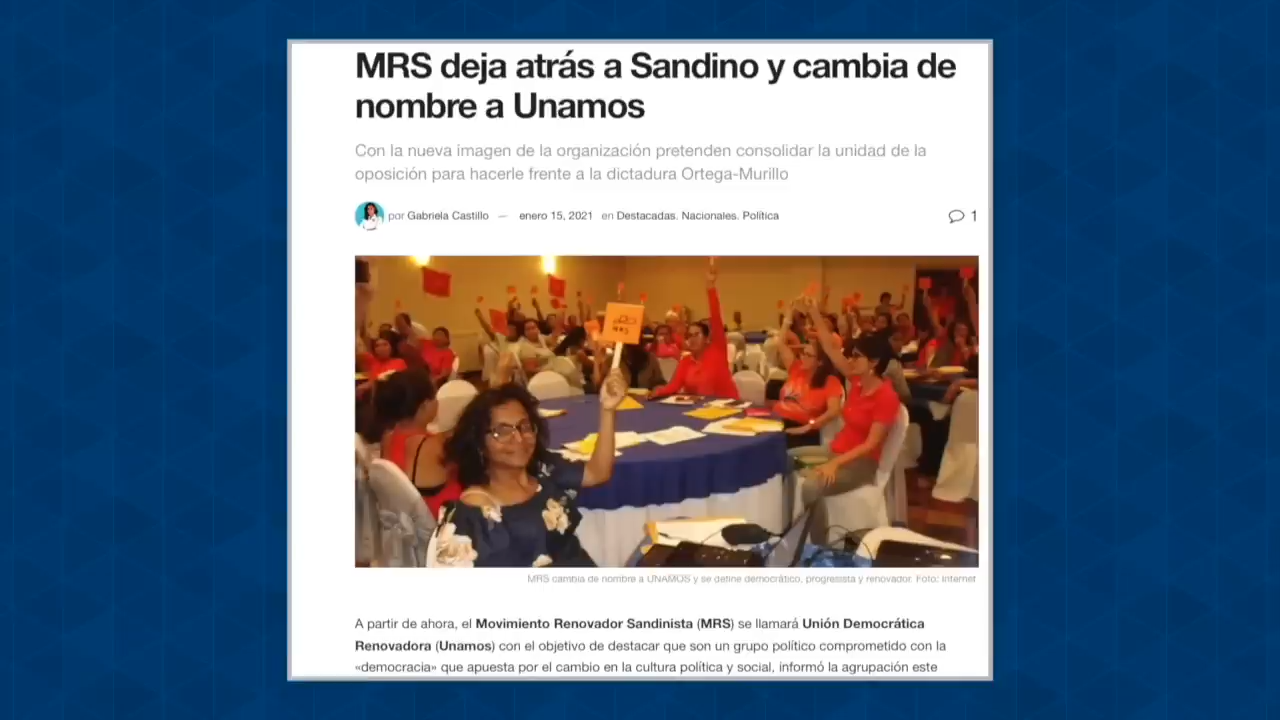 MRS deja atrás a Sandino y cambia de
nombre a Unamos
Con la nueva imagen de la organización pretenden consolidar la unidad de la
oposición para hacerle frente a la dictadura Ortega-Murillo
por Gabriela Castillo — enero 15, 2021 en Destacadas, Nacionales, Política
1
MRS
MRS cambia de nombre a UNAMOS y se define democrático, progresista y renovador. Foto: Internet
A partir de ahora, el Movimiento Renovador Sandinista (MRS) se llamará Unión Democrática
Renovadora (Unamos) con el objetivo de destacar que son un grupo político comprometido con la
«democracia» que apuesta por el cambio en la cultura política y social, informó la agrupación este